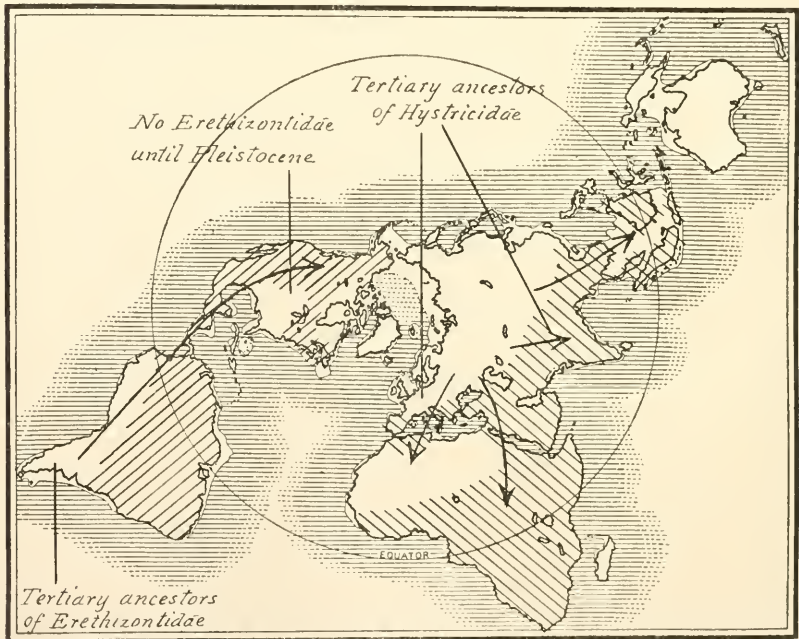 Tertiary ancestors
of Hystricidae
No Erethizontidae
until Pleistocene
EQUATOR
Tertiary ancestors
of Erethizontidae